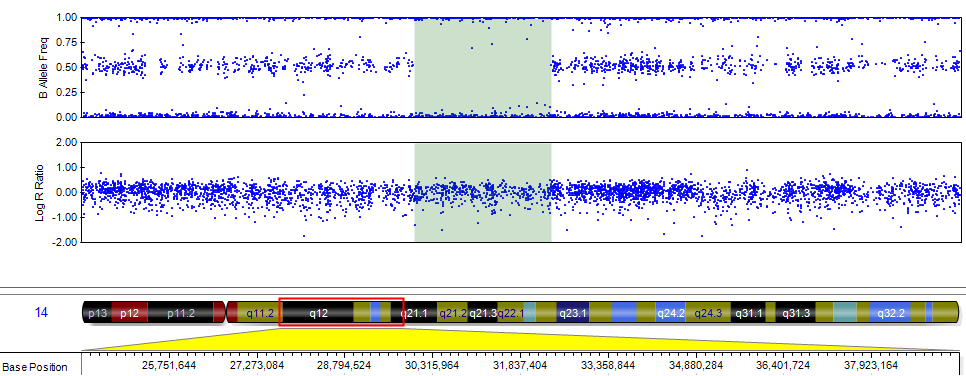 1.00
0.75
0.50
0.25
0.00
B Allele Freq
2.00
1.00
0.00
-1.00
-2.00
Log R Ratio
14 p13 p12 p11.2 q11.2 q12 q21.1 q21.2 q21.3 q22.1 q23.1 q24.2 q24.3 q31.1 q31.3 q32.2
Base Position 25,751,644 27,273,084 28,794,524 30,315,964 31,837,404 33,358,844 34,880,284 36,401,724 37,923,164